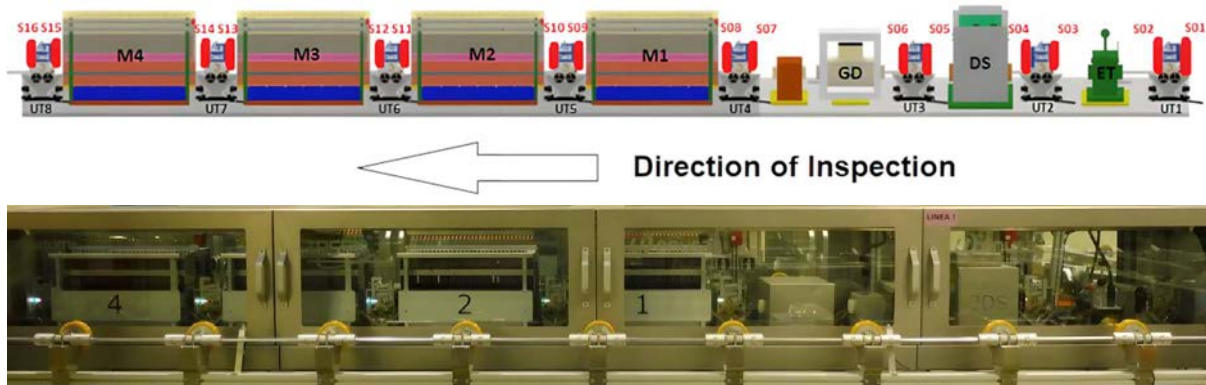 S16 S15 S14 S13 S12 S11 S10 S09 S08 S07 S06 S05 S04 S03 S02 S01
M4 M3 M2 M1 GD DS ET
UT8 UT7 UT6 UT5 UT4 UT3 UT2 UT1
Direction of Inspection
LINEA 1
4 2 1